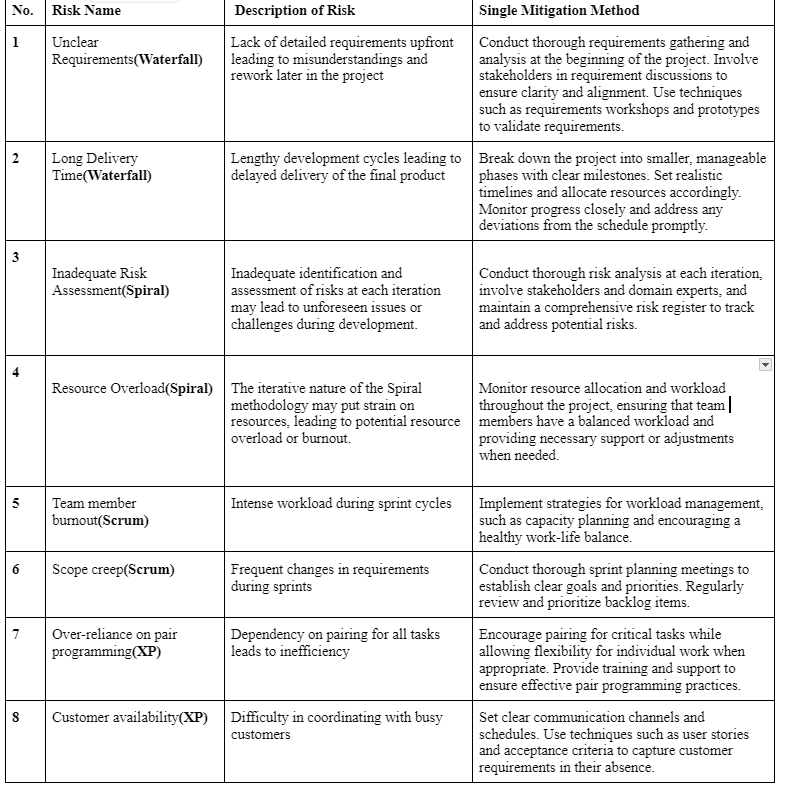 No. Risk Name Description of Risk Single Mitigation Method
1 Unclear Requirements(Waterfall)
Lack of detailed requirements upfront
leading to misunderstandings and
rework later in the project
Conduct thorough requirements gathering and
analysis at the beginning of the project. Involve
stakeholders in requirement discussions to
ensure clarity and alignment. Use techniques
such as requirements workshops and prototypes
to validate requirements.
2 Long Delivery
Time(Waterfall)
Lengthy development cycles leading to
delayed delivery of the final product
Break down the project into smaller, manageable
phases with clear milestones. Set realistic
timelines and allocate resources accordingly.
Monitor progress closely and address any
deviations from the schedule promptly.
3
Inadequate Risk
Assessment(Spiral)
Inadequate identification and
assessment of risks at each iteration
may lead to unforeseen issues or
challenges during development.
Conduct thorough risk analysis at each iteration,
involve stakeholders and domain experts, and
maintain a comprehensive risk register to track
and address potential risks.
4
Resource Overload(Spiral)
The iterative nature of the Spiral
methodology may put strain on
resources, leading to potential resource
overload or burnout.
Monitor resource allocation and workload
throughout the project, ensuring that team
members have a balanced workload and
providing necessary support or adjustments
when needed.
5 Team member
burnout(Scrum)
Intense workload during sprint cycles
Implement strategies for workload management,
such as capacity planning and encouraging a
healthy work-life balance.
6 Scope creep(Scrum)
Frequent changes in requirements
during sprints
Conduct thorough sprint planning meetings to
establish clear goals and priorities. Regularly
review and prioritize backlog items.
7 Over-reliance on pair
programming(XP)
Dependency on pairing for all tasks
leads to inefficiency
Encourage pairing for critical tasks while
allowing flexibility for individual work when
appropriate. Provide training and support to
ensure effective pair programming practices.
8 Customer availability(XP)
Difficulty in coordinating with busy
customers
Set clear communication channels and
schedules. Use techniques such as user stories
and acceptance criteria to capture customer
requirements in their absence.